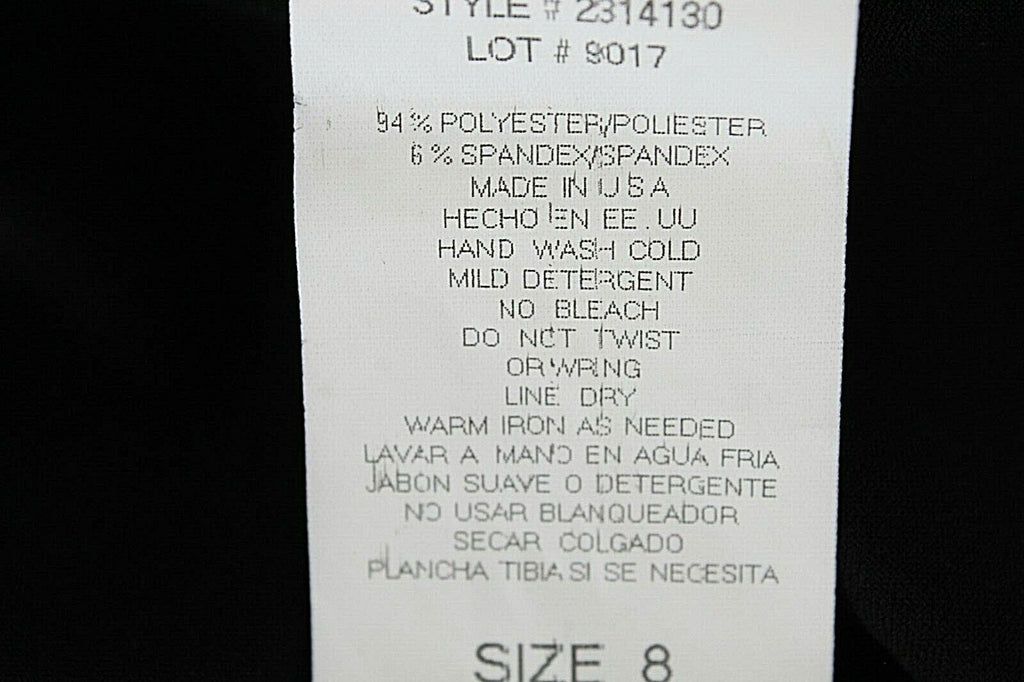 STYLE # 2314130
LOT # 9017
94 % POLYESTER/POLIESTER
6 % SPANDEX/SPANDEX
MADE IN U S A
HECHO EN EE . UU
HAND WASH COLD
MILD DETERGENT
NO BLEACH
DO NOT TWIST
OR WRING
LINE DRY
WARM IRON AS NEEDED
LAVAR A MANO EN AGUA FRIA
JABON SUAVE O DETERGENTE
NO USAR BLANQUEADOR
SECAR COLGADO
PLANCHA TIBIA SI SE NECESITA
SIZE 8